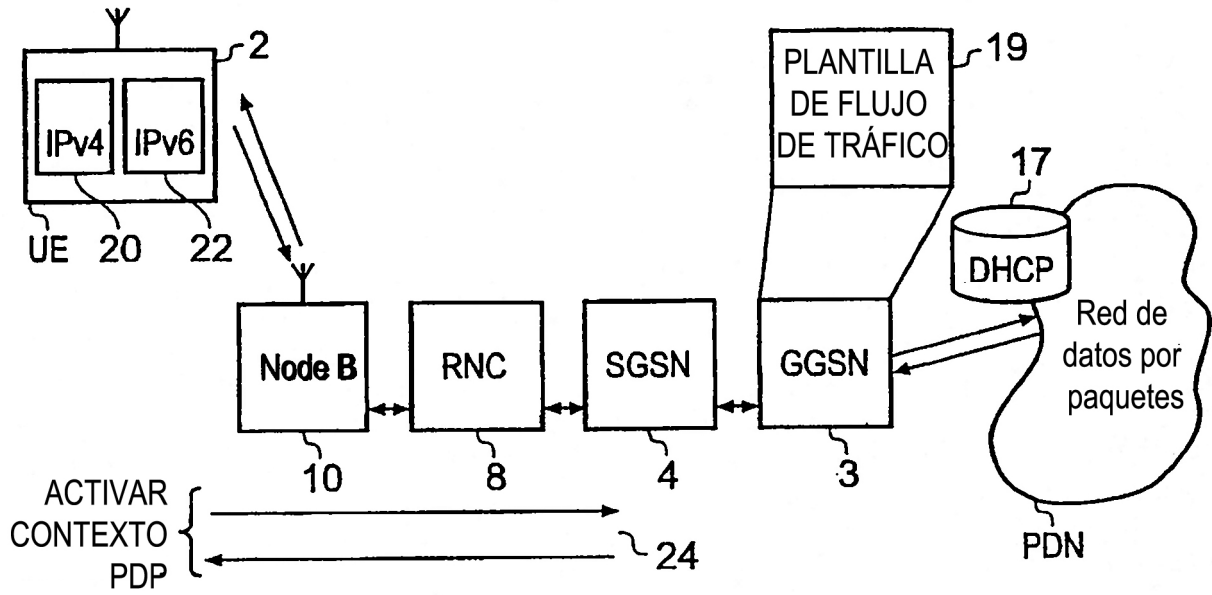 2
IPv4 IPv6
UE 20 22
PLANTILLA
DE FLUJO
DE TRÁFICO
19
17
DHCP
Red de
datos por
paquetes
Node B RNC SGSN GGSN
10 8 4 3
PDN
ACTIVAR
CONTEXTO
PDP
24